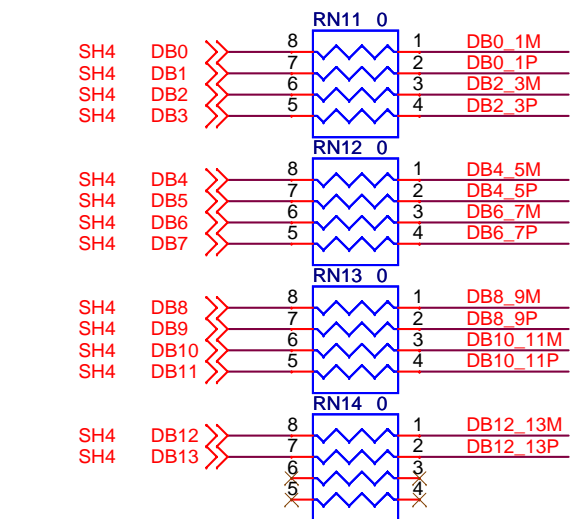 RN11 0
SH4 DB0 8 1 DB0_1M
SH4 DB1 7 2 DB0_1P
SH4 DB2 6 3 DB2_3M
SH4 DB3 5 4 DB2_3P
RN12 0
SH4 DB4 8 1 DB4_5M
SH4 DB5 7 2 DB4_5P
SH4 DB6 6 3 DB6_7M
SH4 DB7 5 4 DB6_7P
RN13 0
SH4 DB8 8 1 DB8_9M
SH4 DB9 7 2 DB8_9P
SH4 DB10 6 3 DB10_11M
SH4 DB11 5 4 DB10_11P
RN14 0
SH4 DB12 8 1 DB12_13M
SH4 DB13 7 2 DB12_13P
6 3
5 4